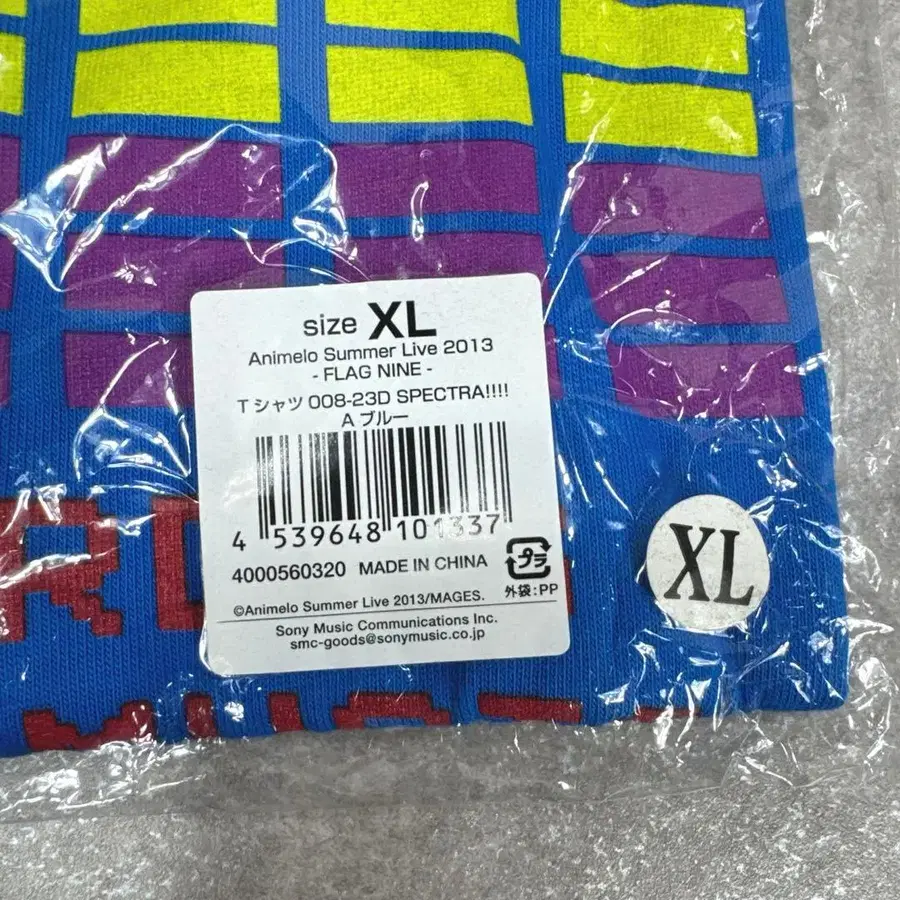 size XL
Animelo Summer Live 2013
- FLAG NINE -
Tシャツ 008-23D SPECTRA!!!!
A ブルー
4 539648 101337
4000560320 MADE IN CHINA
プラ
外袋:PP
©Animelo Summer Live 2013/MAGES.
Sony Music Communications Inc.
smc-goods@sonymusic.co.jp
XL